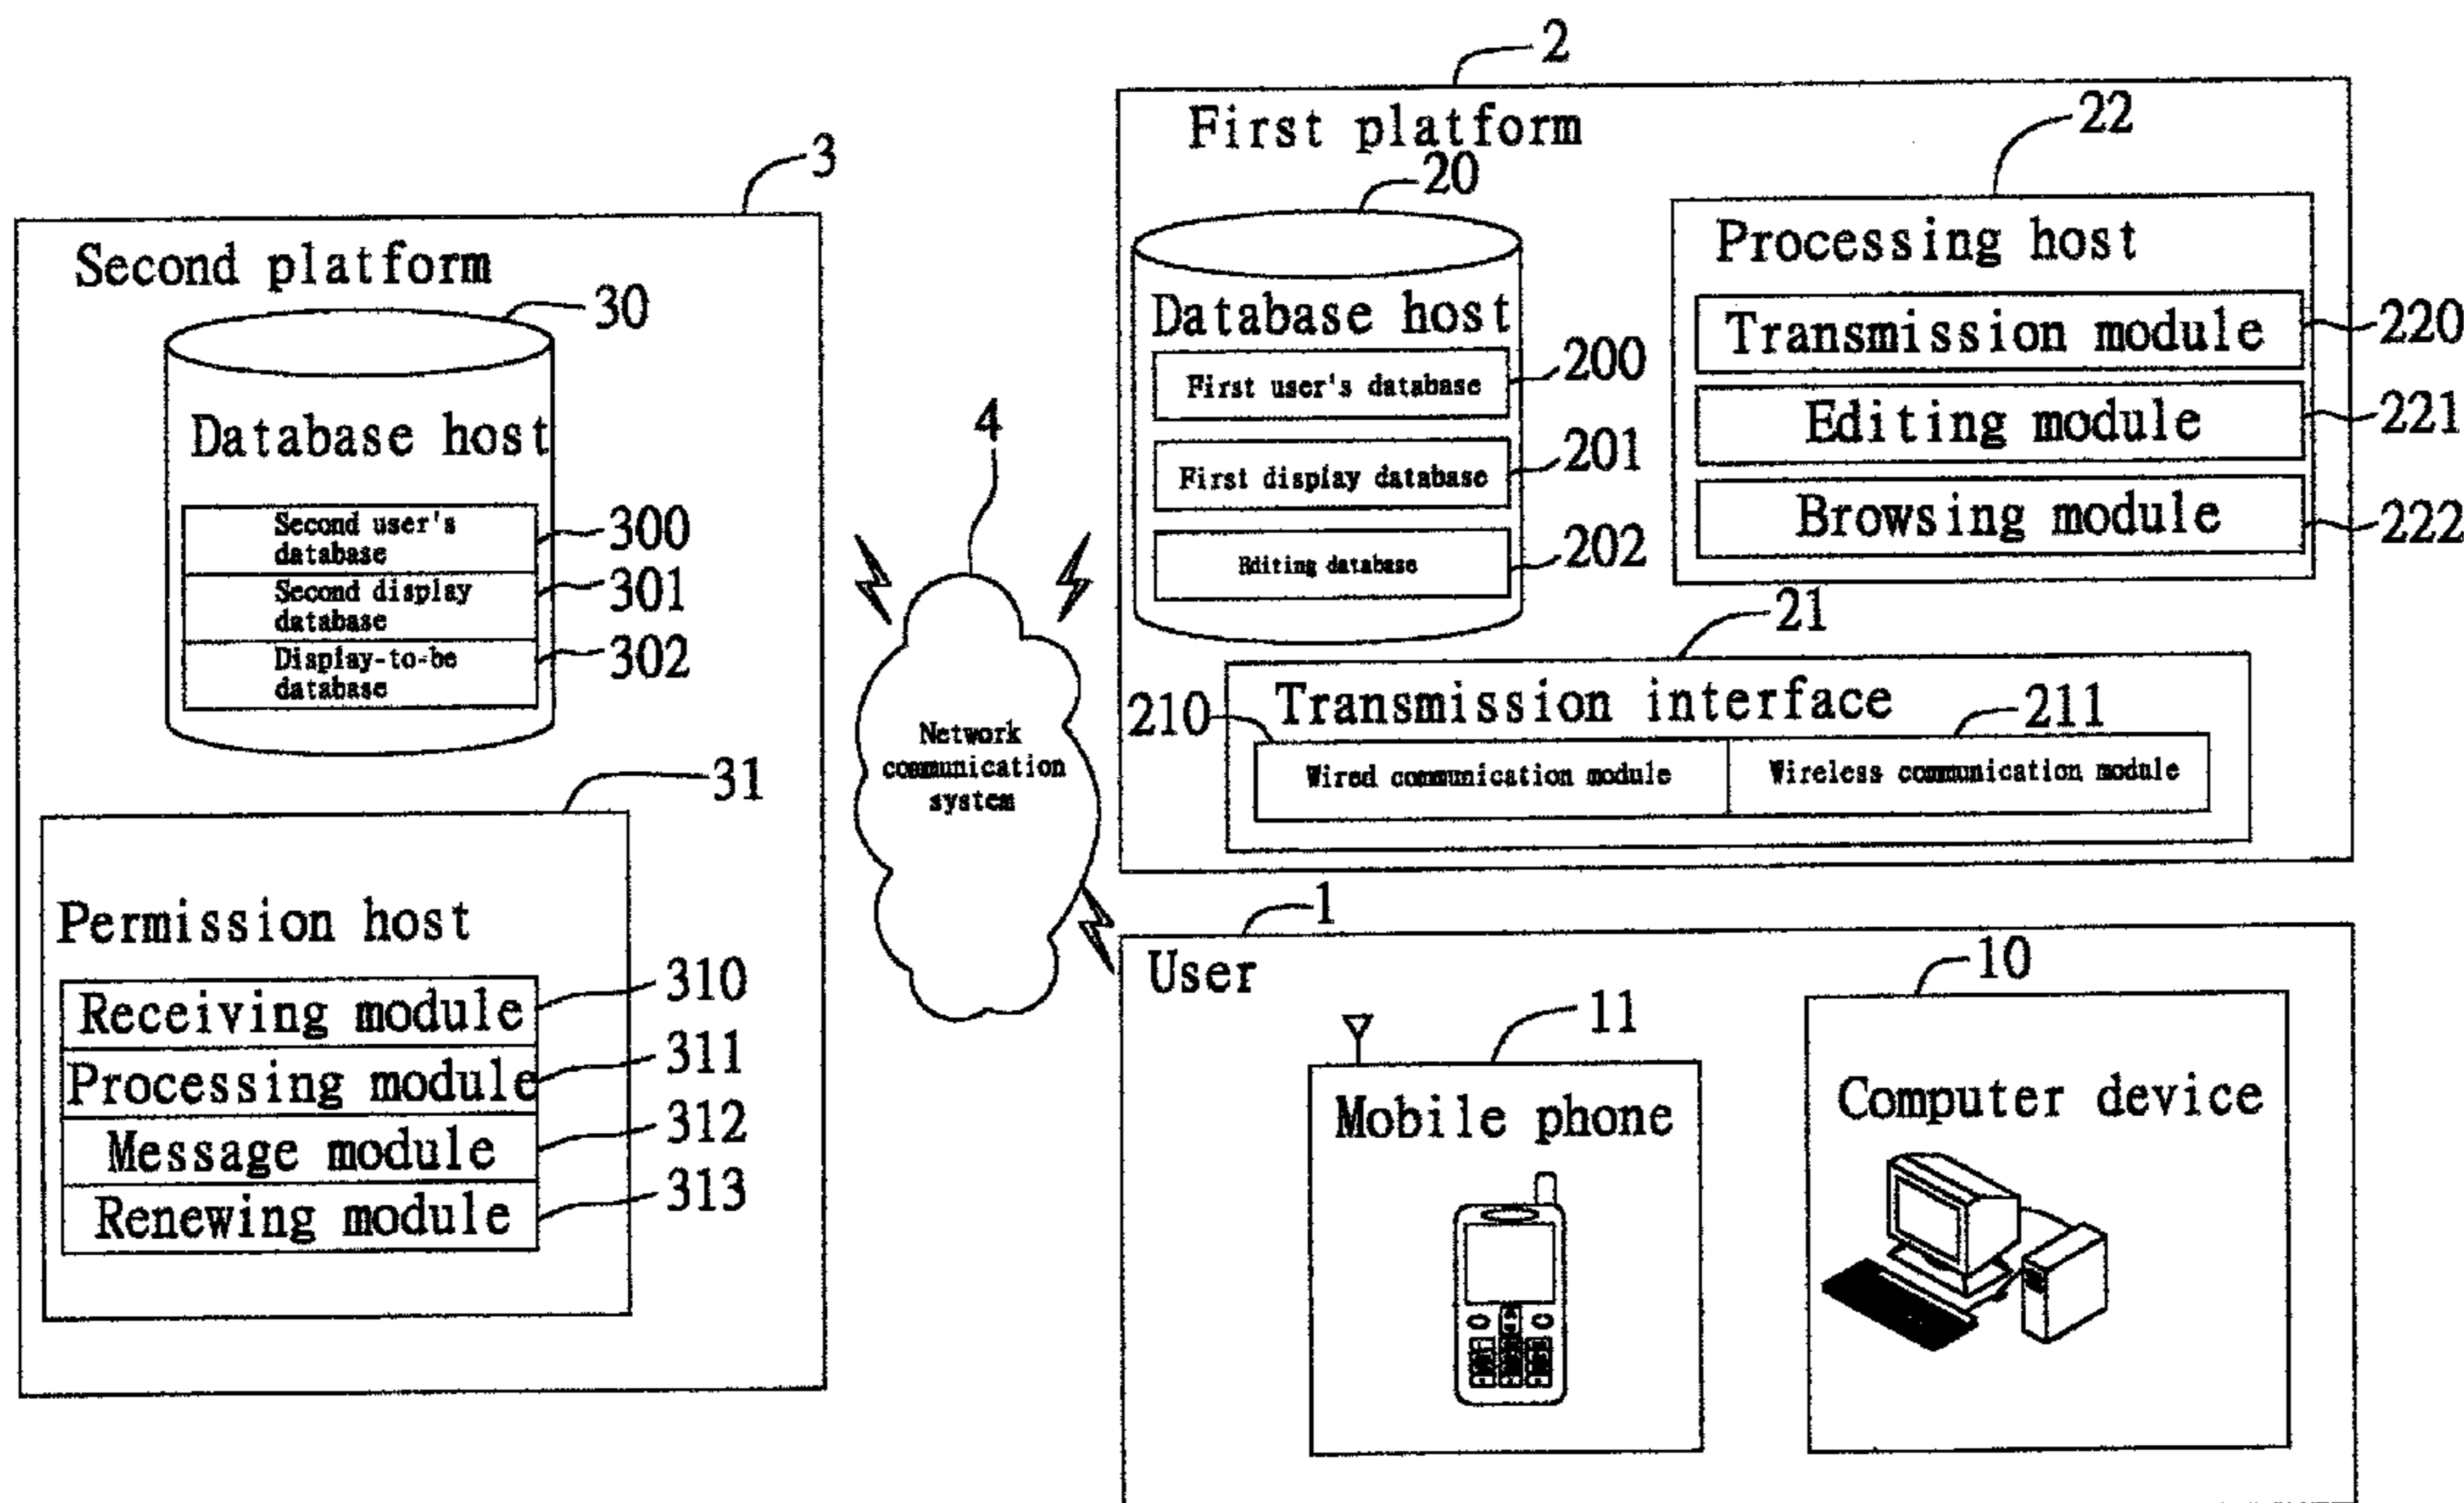 3
Second platform
30
Database host
Second user's
database
300
Second display
database
301
Display-to-be
database
302
31
Permission host
Receiving module
310
Processing module
311
Message module
312
Renewing module
313
4
Network
communication
system
2
First platform
20
Database host
First user's database
200
First display database
201
Editing database
202
22
Processing host
Transmission module
220
Editing module
221
Browsing module
222
21
Transmission interface
210
211
Wired communication module
Wireless communication module
1
User
11
Mobile phone
10
Computer device